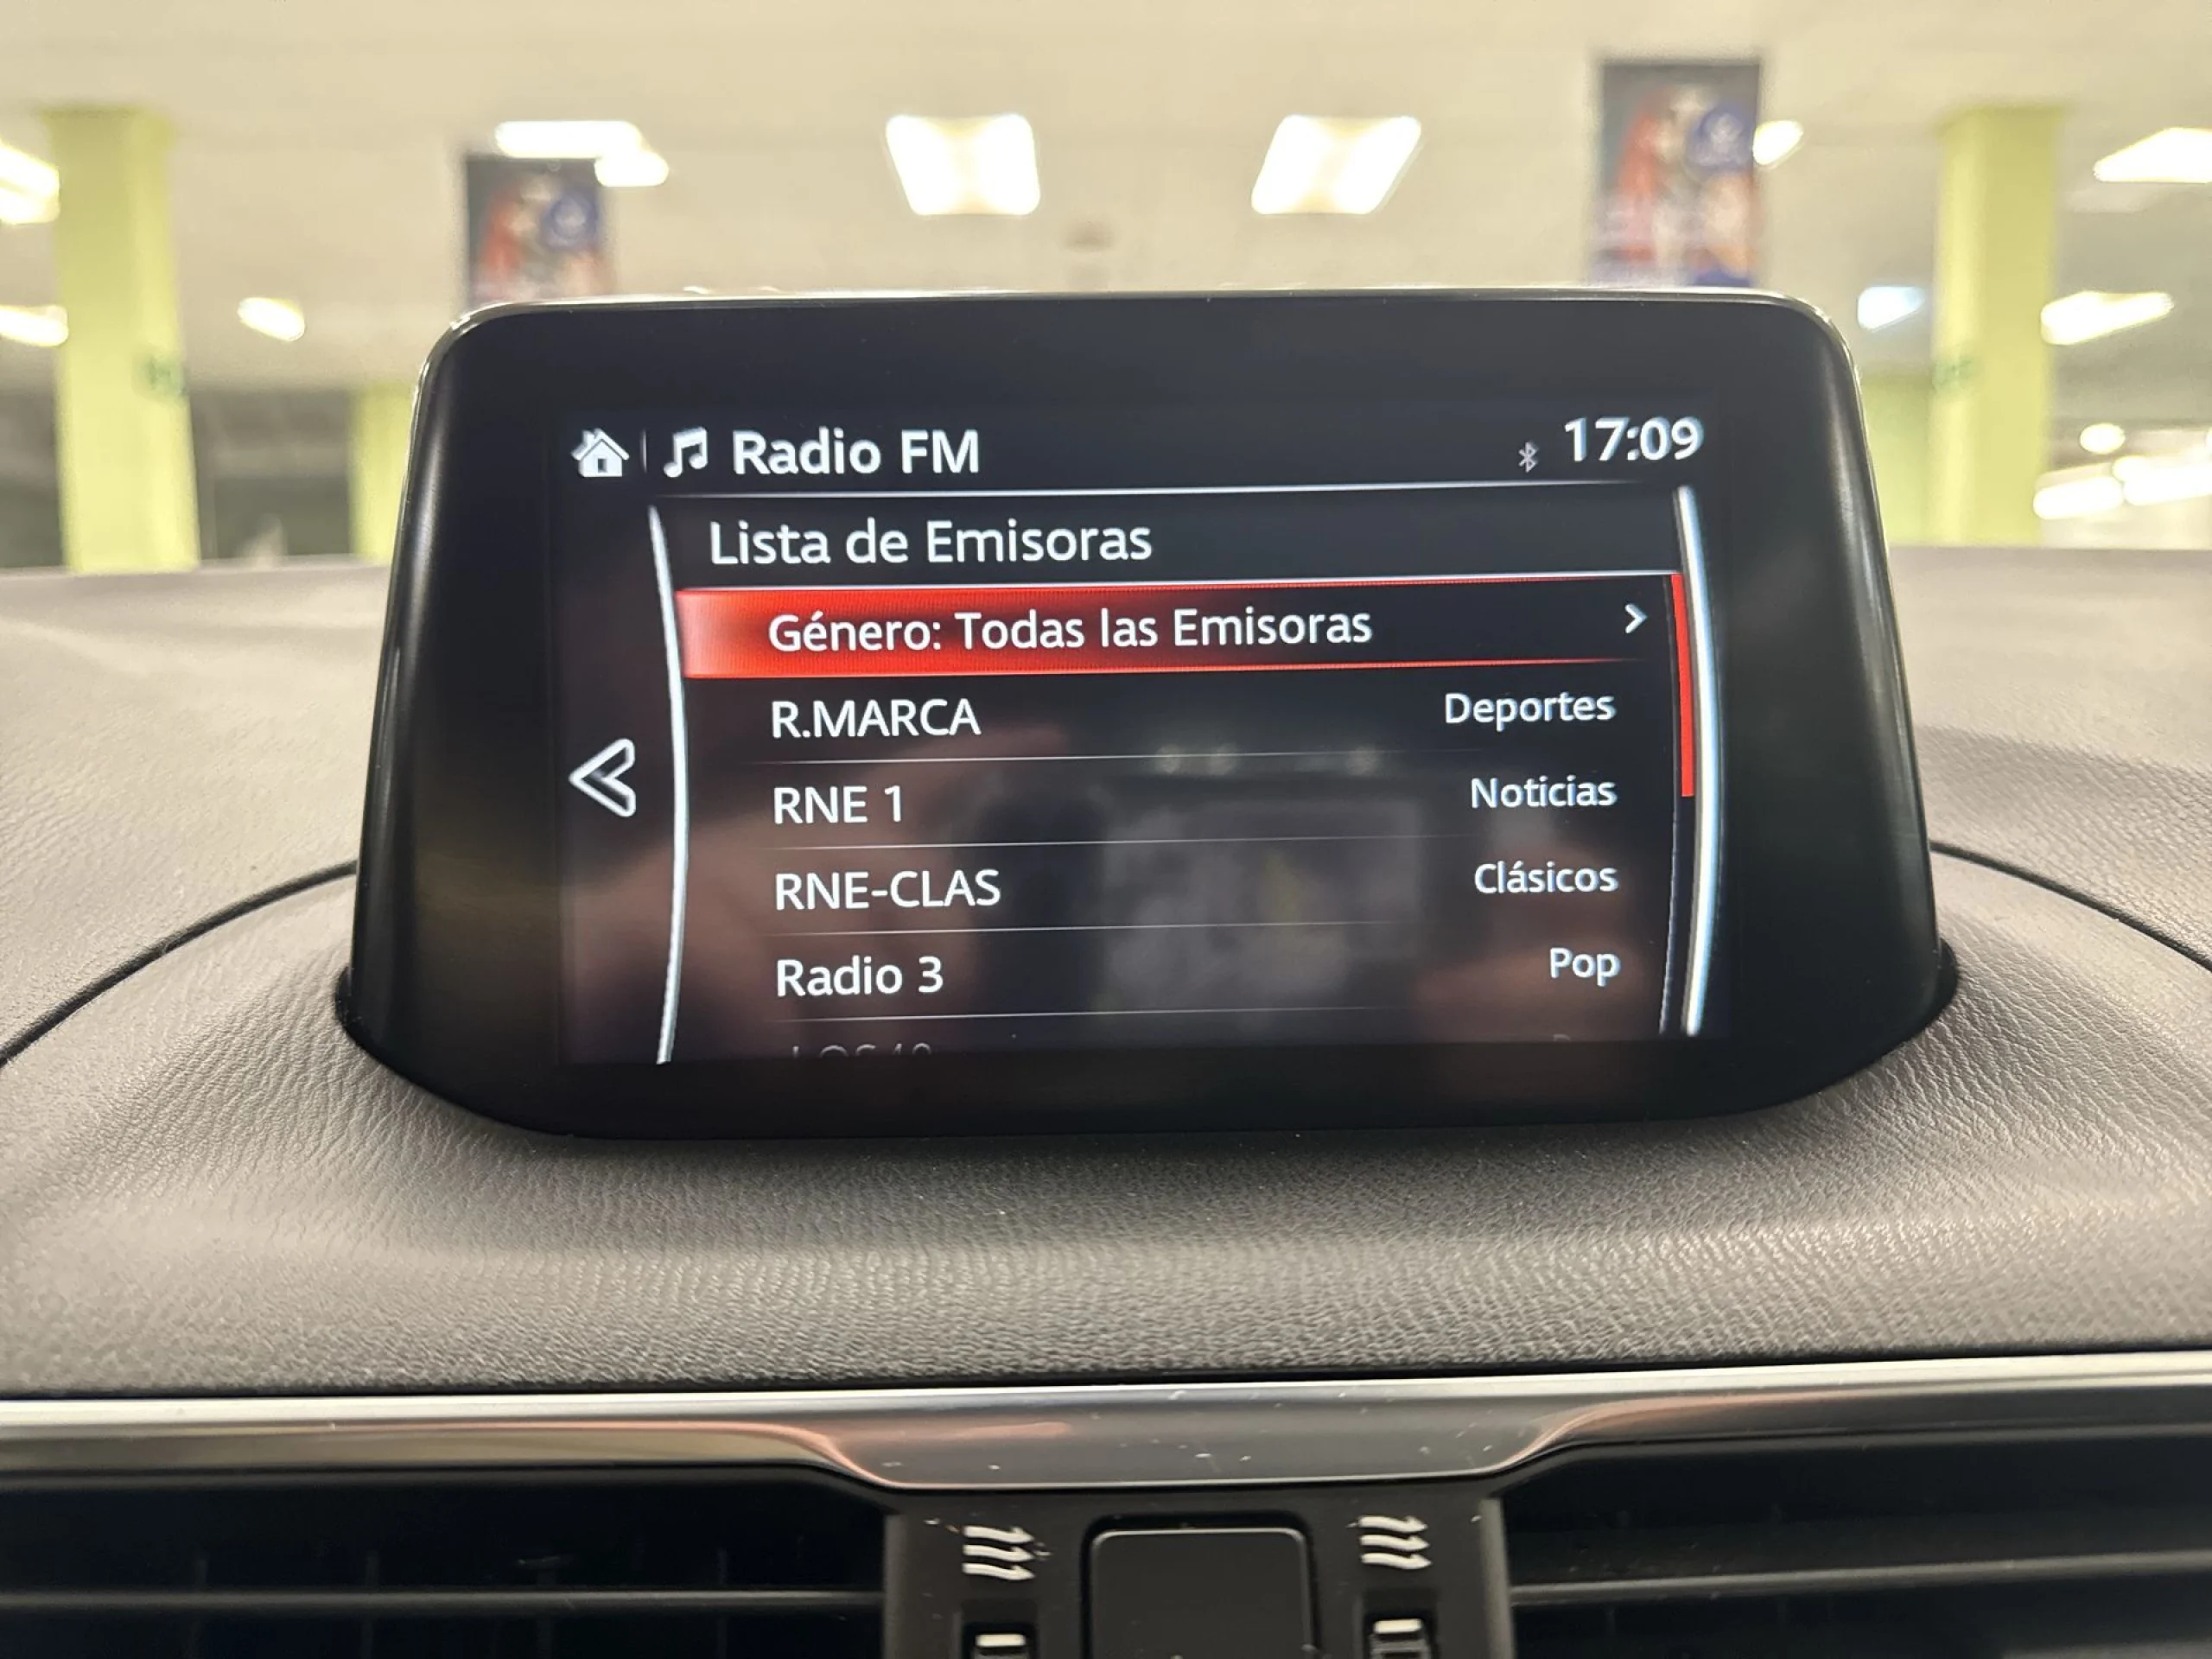 Radio FM 17:09
Lista de Emisoras
Género: Todas las Emisoras
R.MARCA Deportes
RNE 1 Noticias
RNE-CLAS Clásicos
Radio 3 Pop
LOS40